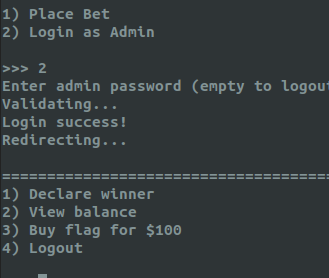 1) Place Bet
2) Login as Admin
>>> 2
Enter admin password (empty to logout
Validating...
Login success!
Redirecting...
=====================================
1) Declare winner
2) View balance
3) Buy flag for $100
4) Logout